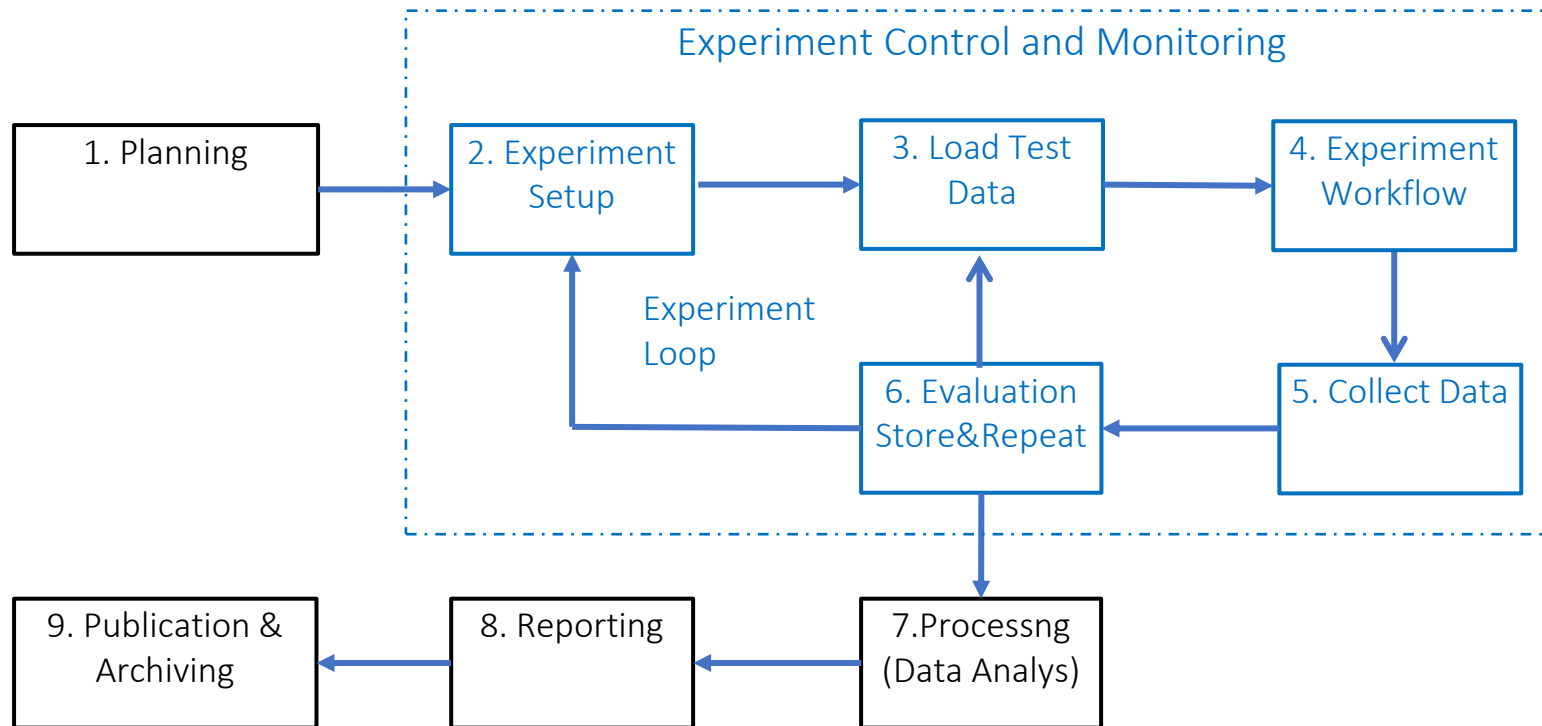 Experiment Control and Monitoring
1. Planning
2. Experiment
Setup
3. Load Test
Data
4. Experiment
Workflow
Experiment
Loop
6. Evaluation
Store&Repeat
5. Collect Data
9. Publication &
Archiving
8. Reporting
7.Processng
(Data Analys)